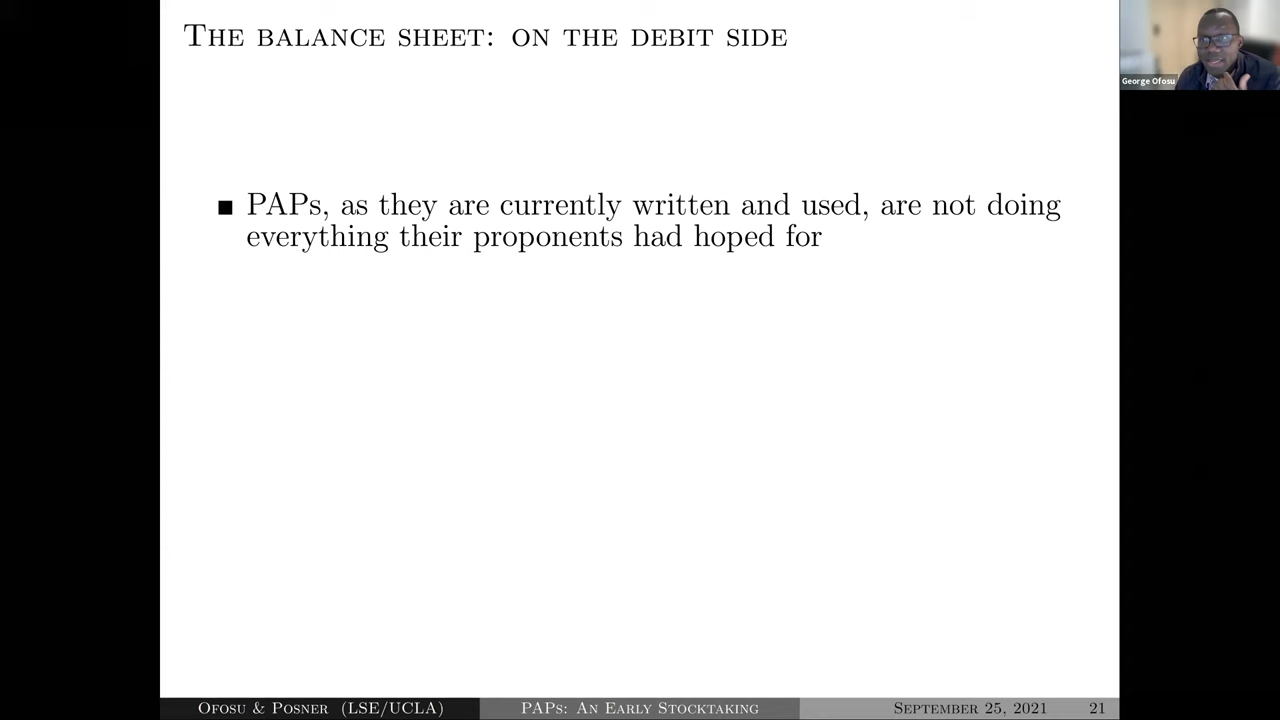 THE BALANCE SHEET: ON THE DEBIT SIDE
George Ofosu
■ PAPs, as they are currently written and used, are not doing
everything their proponents had hoped for
OFOSU & POSNER (LSE/UCLA) PAPS: AN EARLY STOCKTAKING SEPTEMBER 25, 2021 21